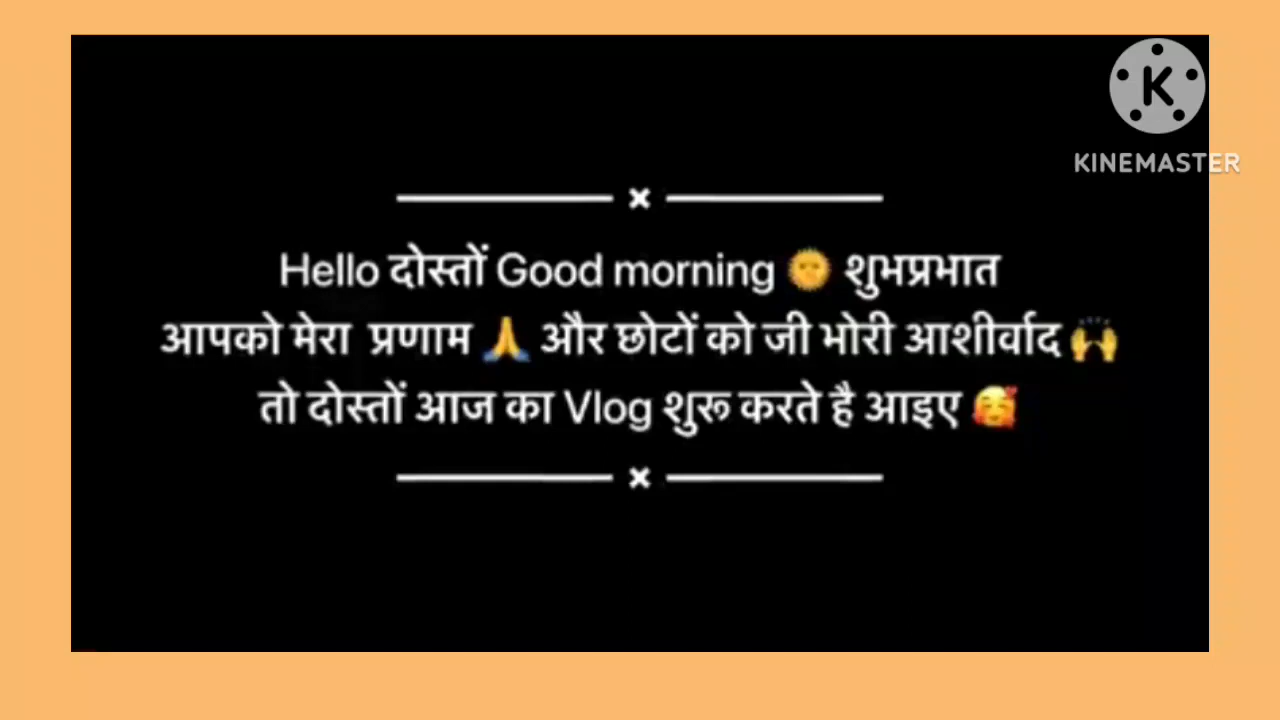 KINEMASTER
Hello दोस्तों Good morning 🌞 शुभप्रभात
आपको मेरा प्रणाम 🙏 और छोटों को जी भोरी आशीर्वाद 🙌
तो दोस्तों आज का Vlog शुरू करते है आइए 🥰